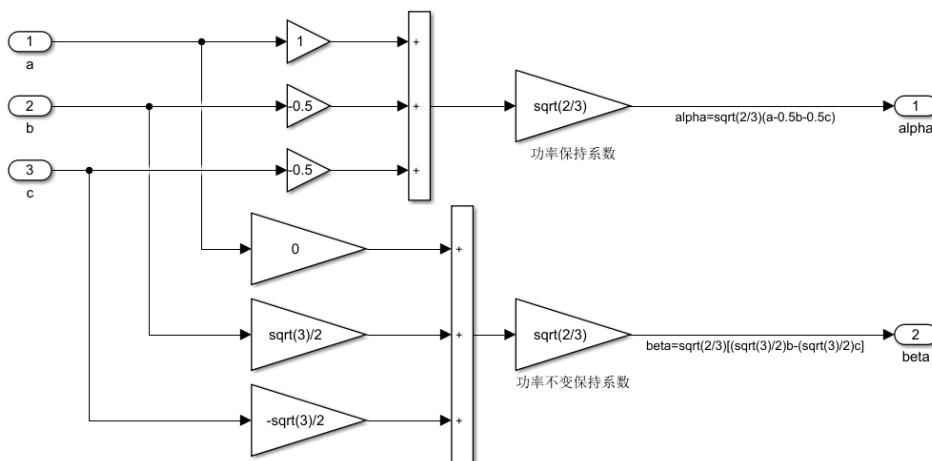 1
a
1
+
2
b
-0.5
+
sqrt(2/3)
alpha=sqrt(2/3)(a-0.5b-0.5c)
1
alpha
功率保持系数
3
c
-0.5
+
0
+
sqrt(3)/2
+
sqrt(2/3)
beta=sqrt(2/3)[(sqrt(3)/2)b-(sqrt(3)/2)c]
2
beta
功率不变保持系数
-sqrt(3)/2
+